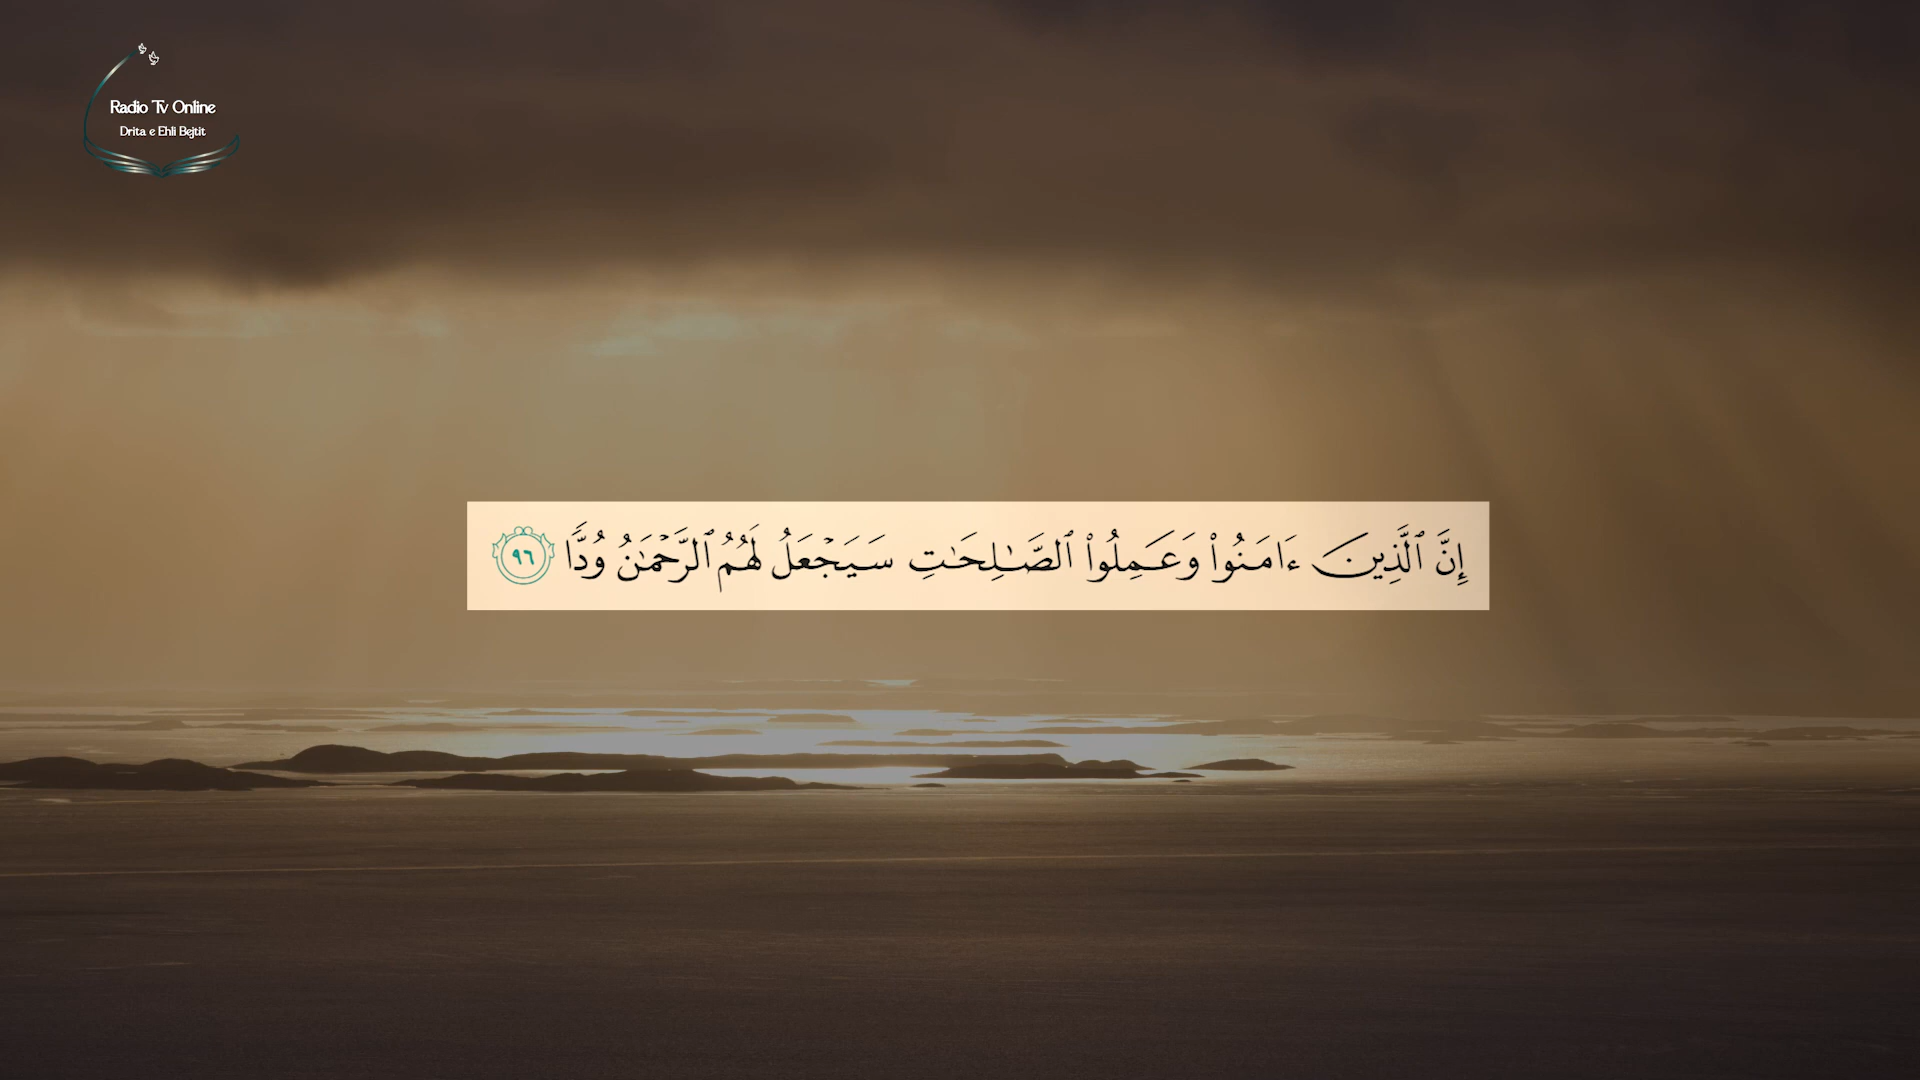 Radio Tv Online
Drita e Ehli Bejtit
إِنَّ ٱلَّذِينَ ءَامَنُوا۟ وَعَمِلُوا۟ ٱلصَّـٰلِحَـٰتِ سَيَجْعَلُ لَهُمُ ٱلرَّحْمَـٰنُ وُدًّا ٩٦